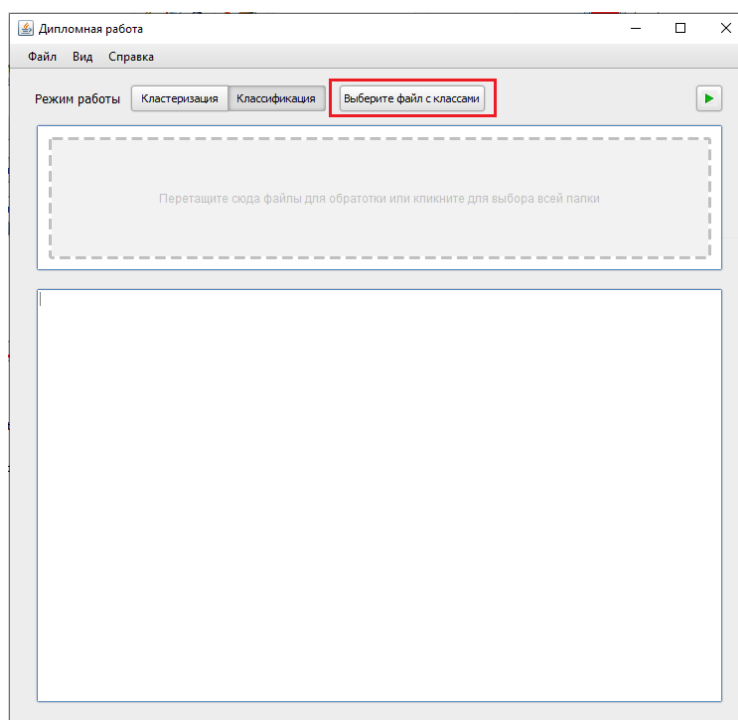 Дипломная работа
Файл Вид Справка
Режим работы Кластеризация Классификация Выберите файл с классами
Перетащите сюда файлы для обратотки или кликните для выбора всей папки